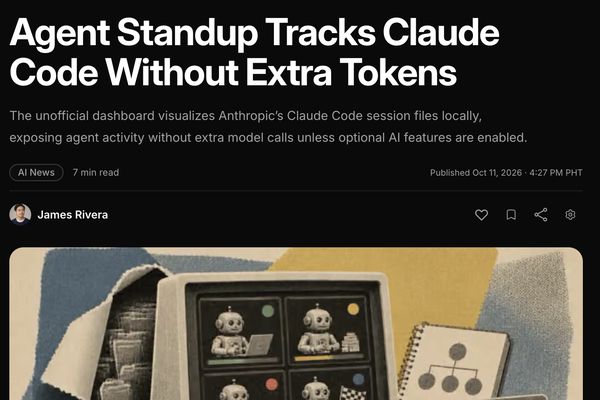 Agent Standup Tracks Claude
Code Without Extra Tokens
The unofficial dashboard visualizes Anthropic's Claude Code session files locally,
exposing agent activity without extra model calls unless optional AI features are enabled.
AI News
7 min read
Published Oct 11, 2026 · 4:27 PM PHT
James Rivera